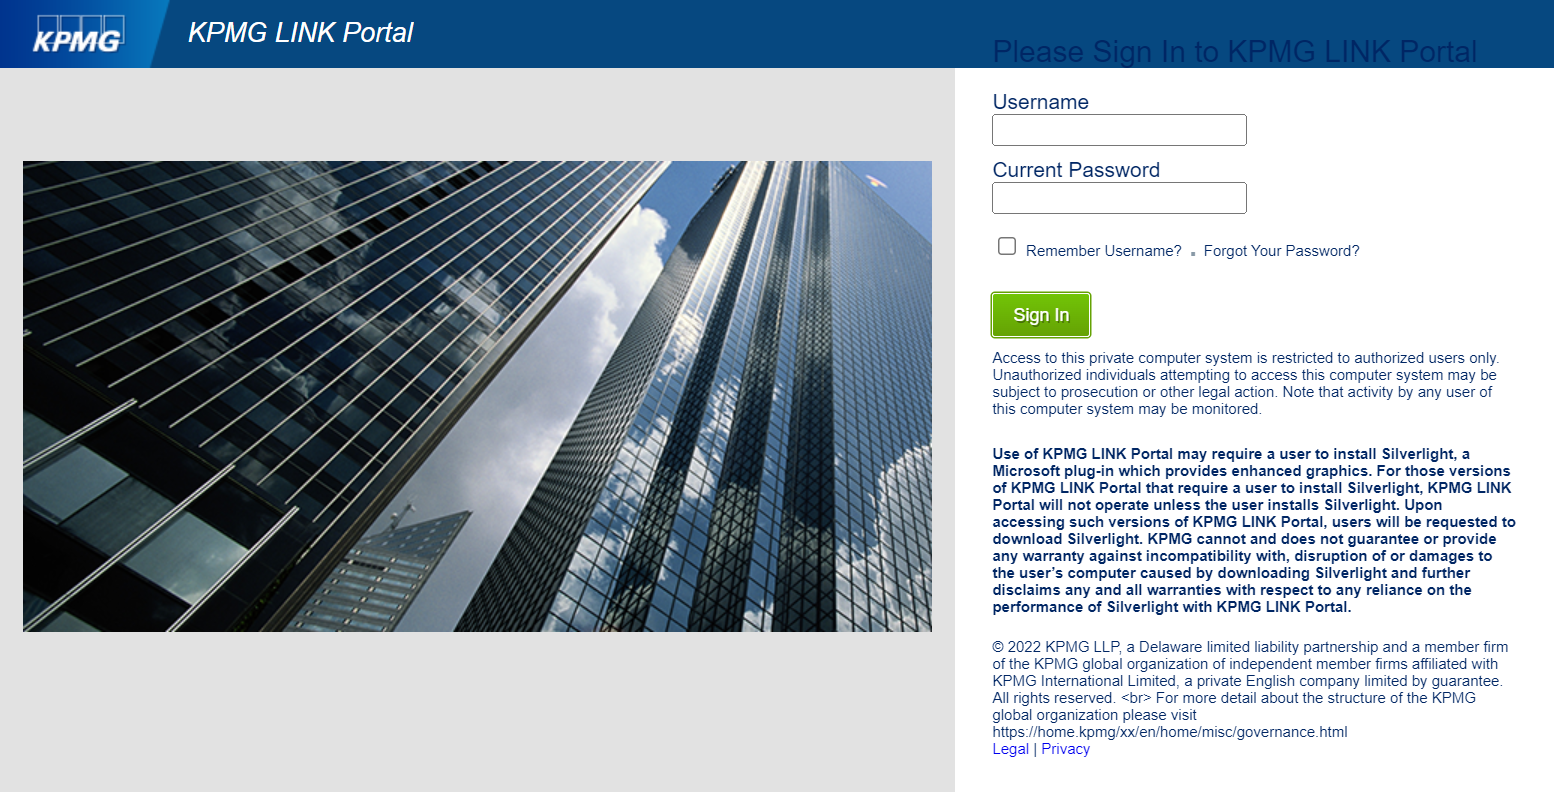 KPMG
KPMG LINK Portal
Please Sign In to KPMG LINK Portal
Username
Current Password
Remember Username? . Forgot Your Password?
Sign In
Access to this private computer system is restricted to authorized users only.
Unauthorized individuals attempting to access this computer system may be
subject to prosecution or other legal action. Note that activity by any user of
this computer system may be monitored.
Use of KPMG LINK Portal may require a user to install Silverlight, a
Microsoft plug-in which provides enhanced graphics. For those versions
of KPMG LINK Portal that require a user to install Silverlight, KPMG LINK
Portal will not operate unless the user installs Silverlight. Upon
accessing such versions of KPMG LINK Portal, users will be requested to
download Silverlight. KPMG cannot and does not guarantee or provide
any warranty against incompatibility with, disruption of or damages to
the user’s computer caused by downloading Silverlight and further
disclaims any and all warranties with respect to any reliance on the
performance of Silverlight with KPMG LINK Portal.
© 2022 KPMG LLP, a Delaware limited liability partnership and a member firm
of the KPMG global organization of independent member firms affiliated with
KPMG International Limited, a private English company limited by guarantee.
All rights reserved. <br> For more detail about the structure of the KPMG
global organization please visit
https://home.kpmg/xx/en/home/misc/governance.html
Legal | Privacy